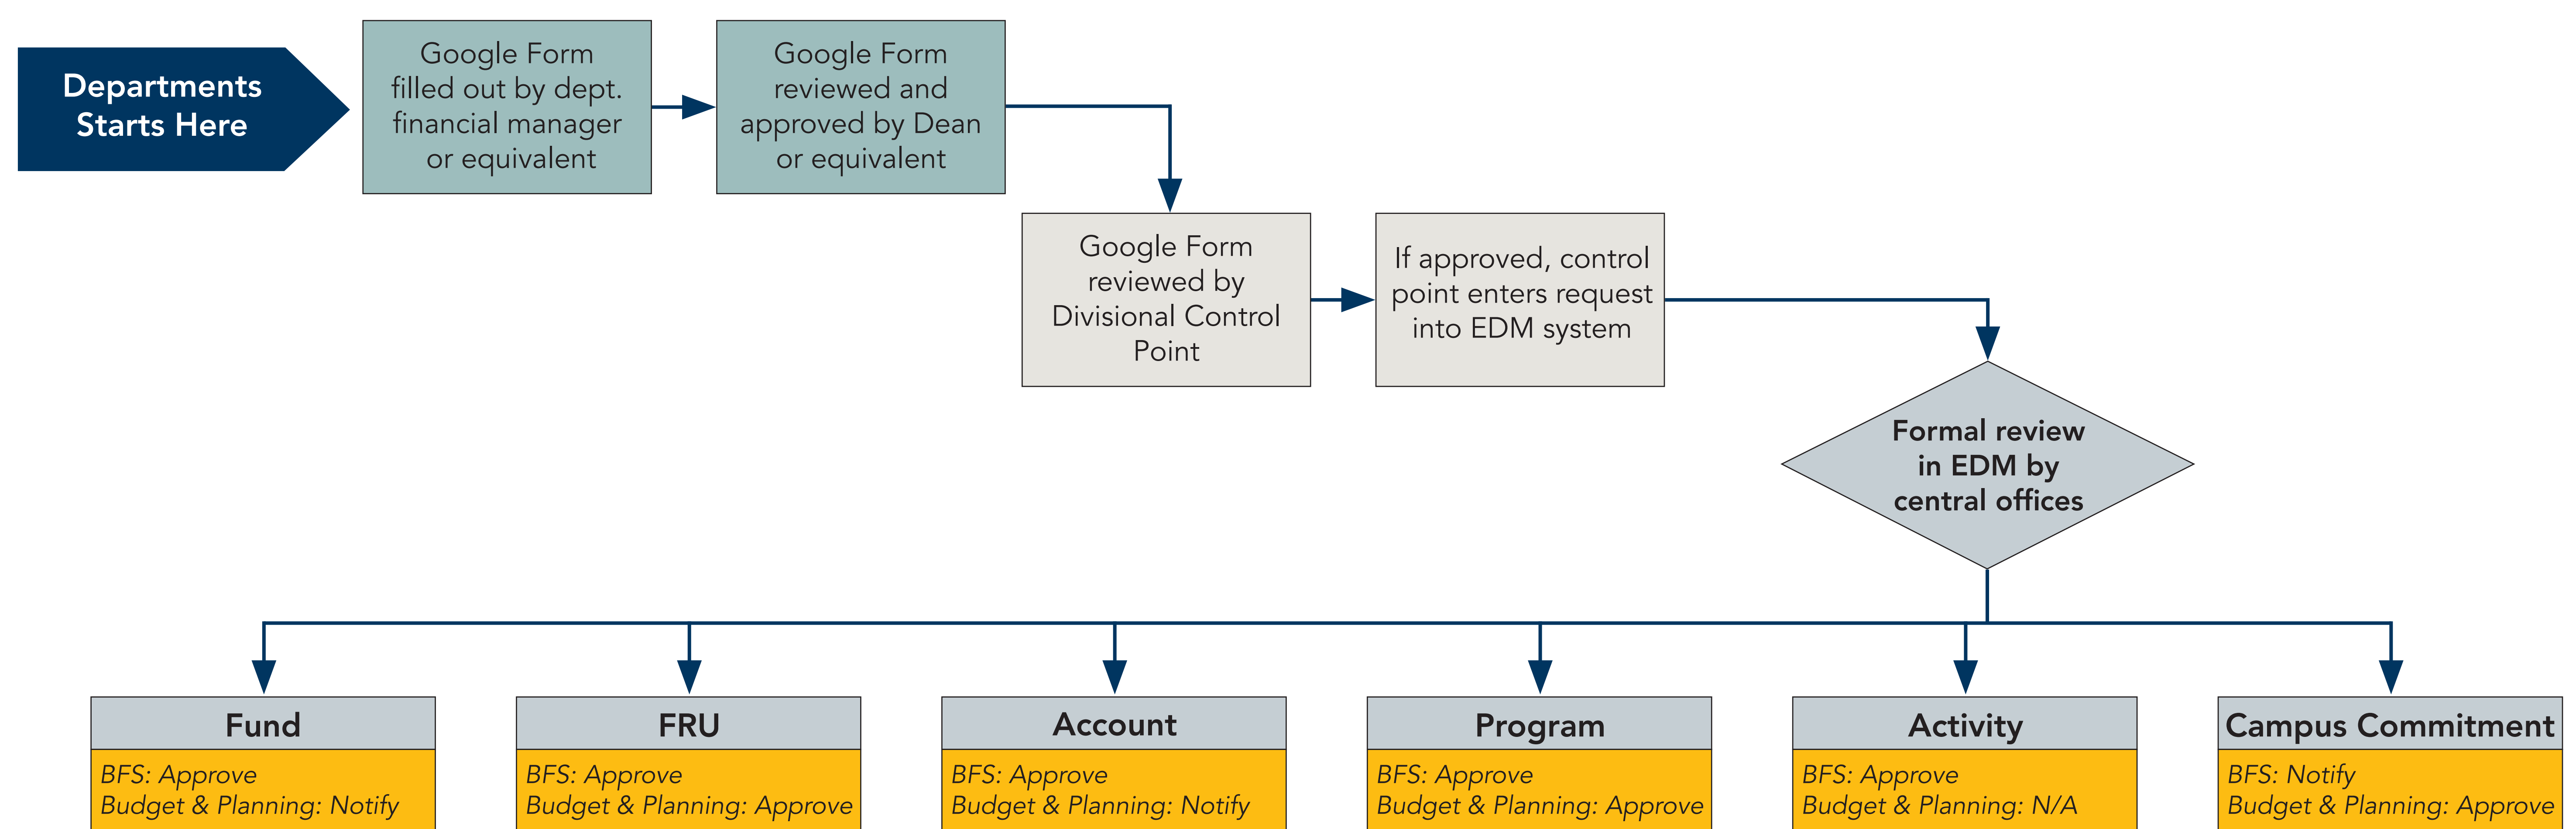 Departments
Starts Here
Google Form
filled out by dept.
financial manager
or equivalent
Google Form
reviewed and
approved by Dean
or equivalent
Google Form
reviewed by
Divisional Control
Point
If approved, control
point enters request
into EDM system
Formal review
in EDM by
central offices
Fund
BFS: Approve
Budget & Planning: Notify
FRU
BFS: Approve
Budget & Planning: Approve
Account
BFS: Approve
Budget & Planning: Notify
Program
BFS: Approve
Budget & Planning: Approve
Activity
BFS: Approve
Budget & Planning: N/A
Campus Commitment
BFS: Notify
Budget & Planning: Approve